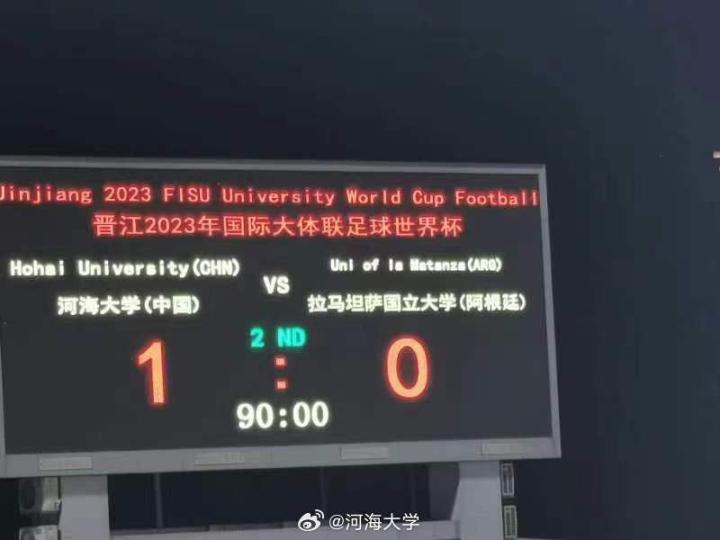 Jinjiang 2023 FISU University World Cup Football
晋江2023年国际大体联足球世界杯
Hohai University(CHN)
VS
Uni of la Matanza(ARG)
河海大学(中国)
拉马坦萨国立大学(阿根廷)
2 ND
1 : 0
90:00
@河海大学